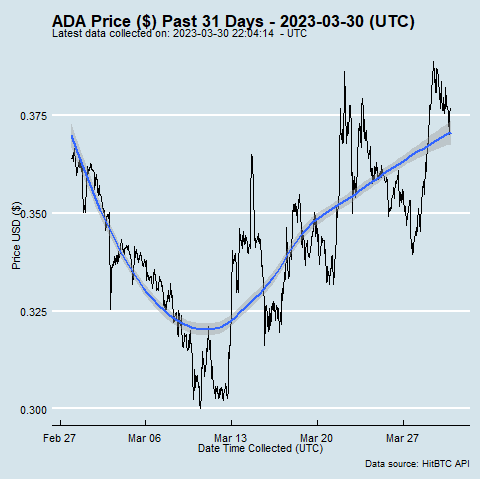 ADA Price ($) Past 31 Days - 2023-03-30 (UTC)
Latest data collected on: 2023-03-30 22:04:14  - UTC
0.375
0.350
0.325
0.300
Price USD ($)
Feb 27
Mar 06
Mar 13
Mar 20
Mar 27
Date Time Collected (UTC)
Data source: HitBTC API